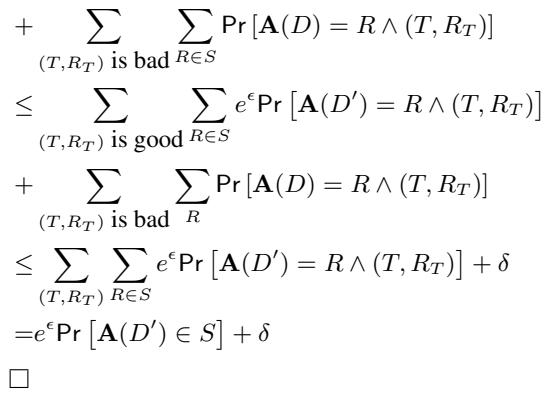 + ∑_{(T,R_T) is bad} ∑_{R∈S} Pr [A(D) = R ∧ (T, R_T)]
≤ ∑_{(T,R_T) is good} ∑_{R∈S} e^ϵ Pr [A(D′) = R ∧ (T, R_T)]
+ ∑_{(T,R_T) is bad} ∑_{R} Pr [A(D) = R ∧ (T, R_T)]
≤ ∑_{(T,R_T)} ∑_{R∈S} e^ϵ Pr [A(D′) = R ∧ (T, R_T)] + δ
=e^ϵ Pr [A(D′) ∈ S] + δ
□